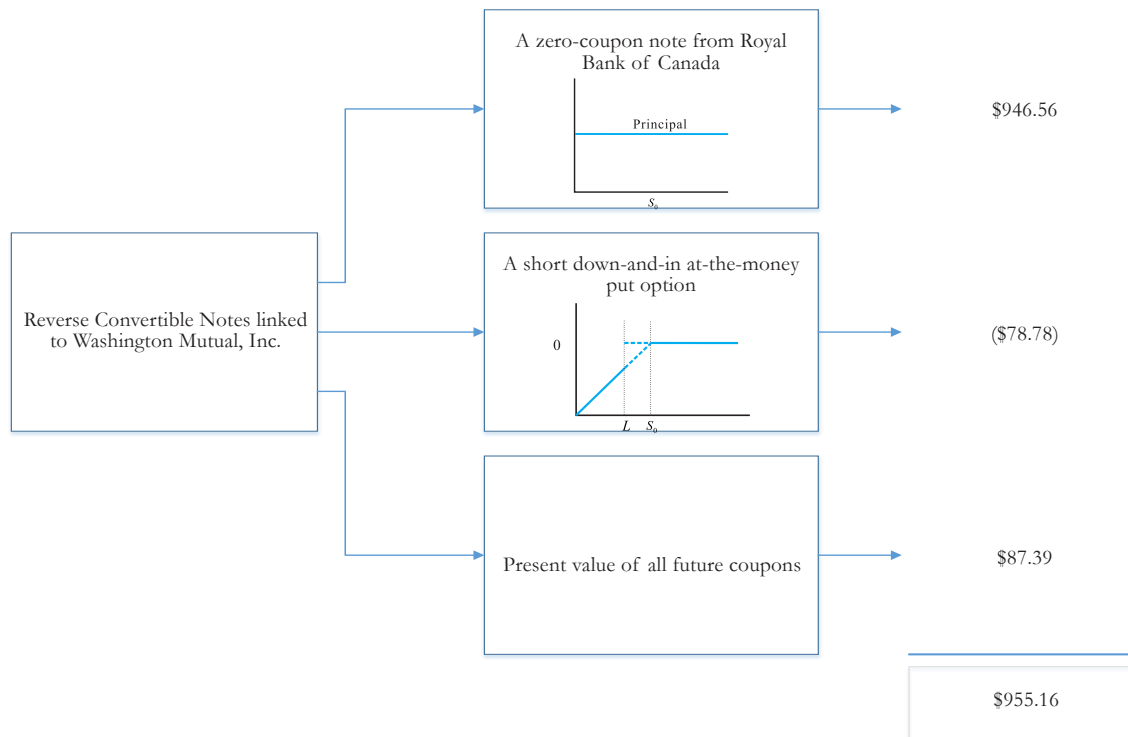 A zero-coupon note from Royal
Bank of Canada
Principal
S₀
$946.56
Reverse Convertible Notes linked
to Washington Mutual, Inc.
A short down-and-in at-the-money
put option
0
L S₀
($78.78)
Present value of all future coupons
$87.39
$955.16